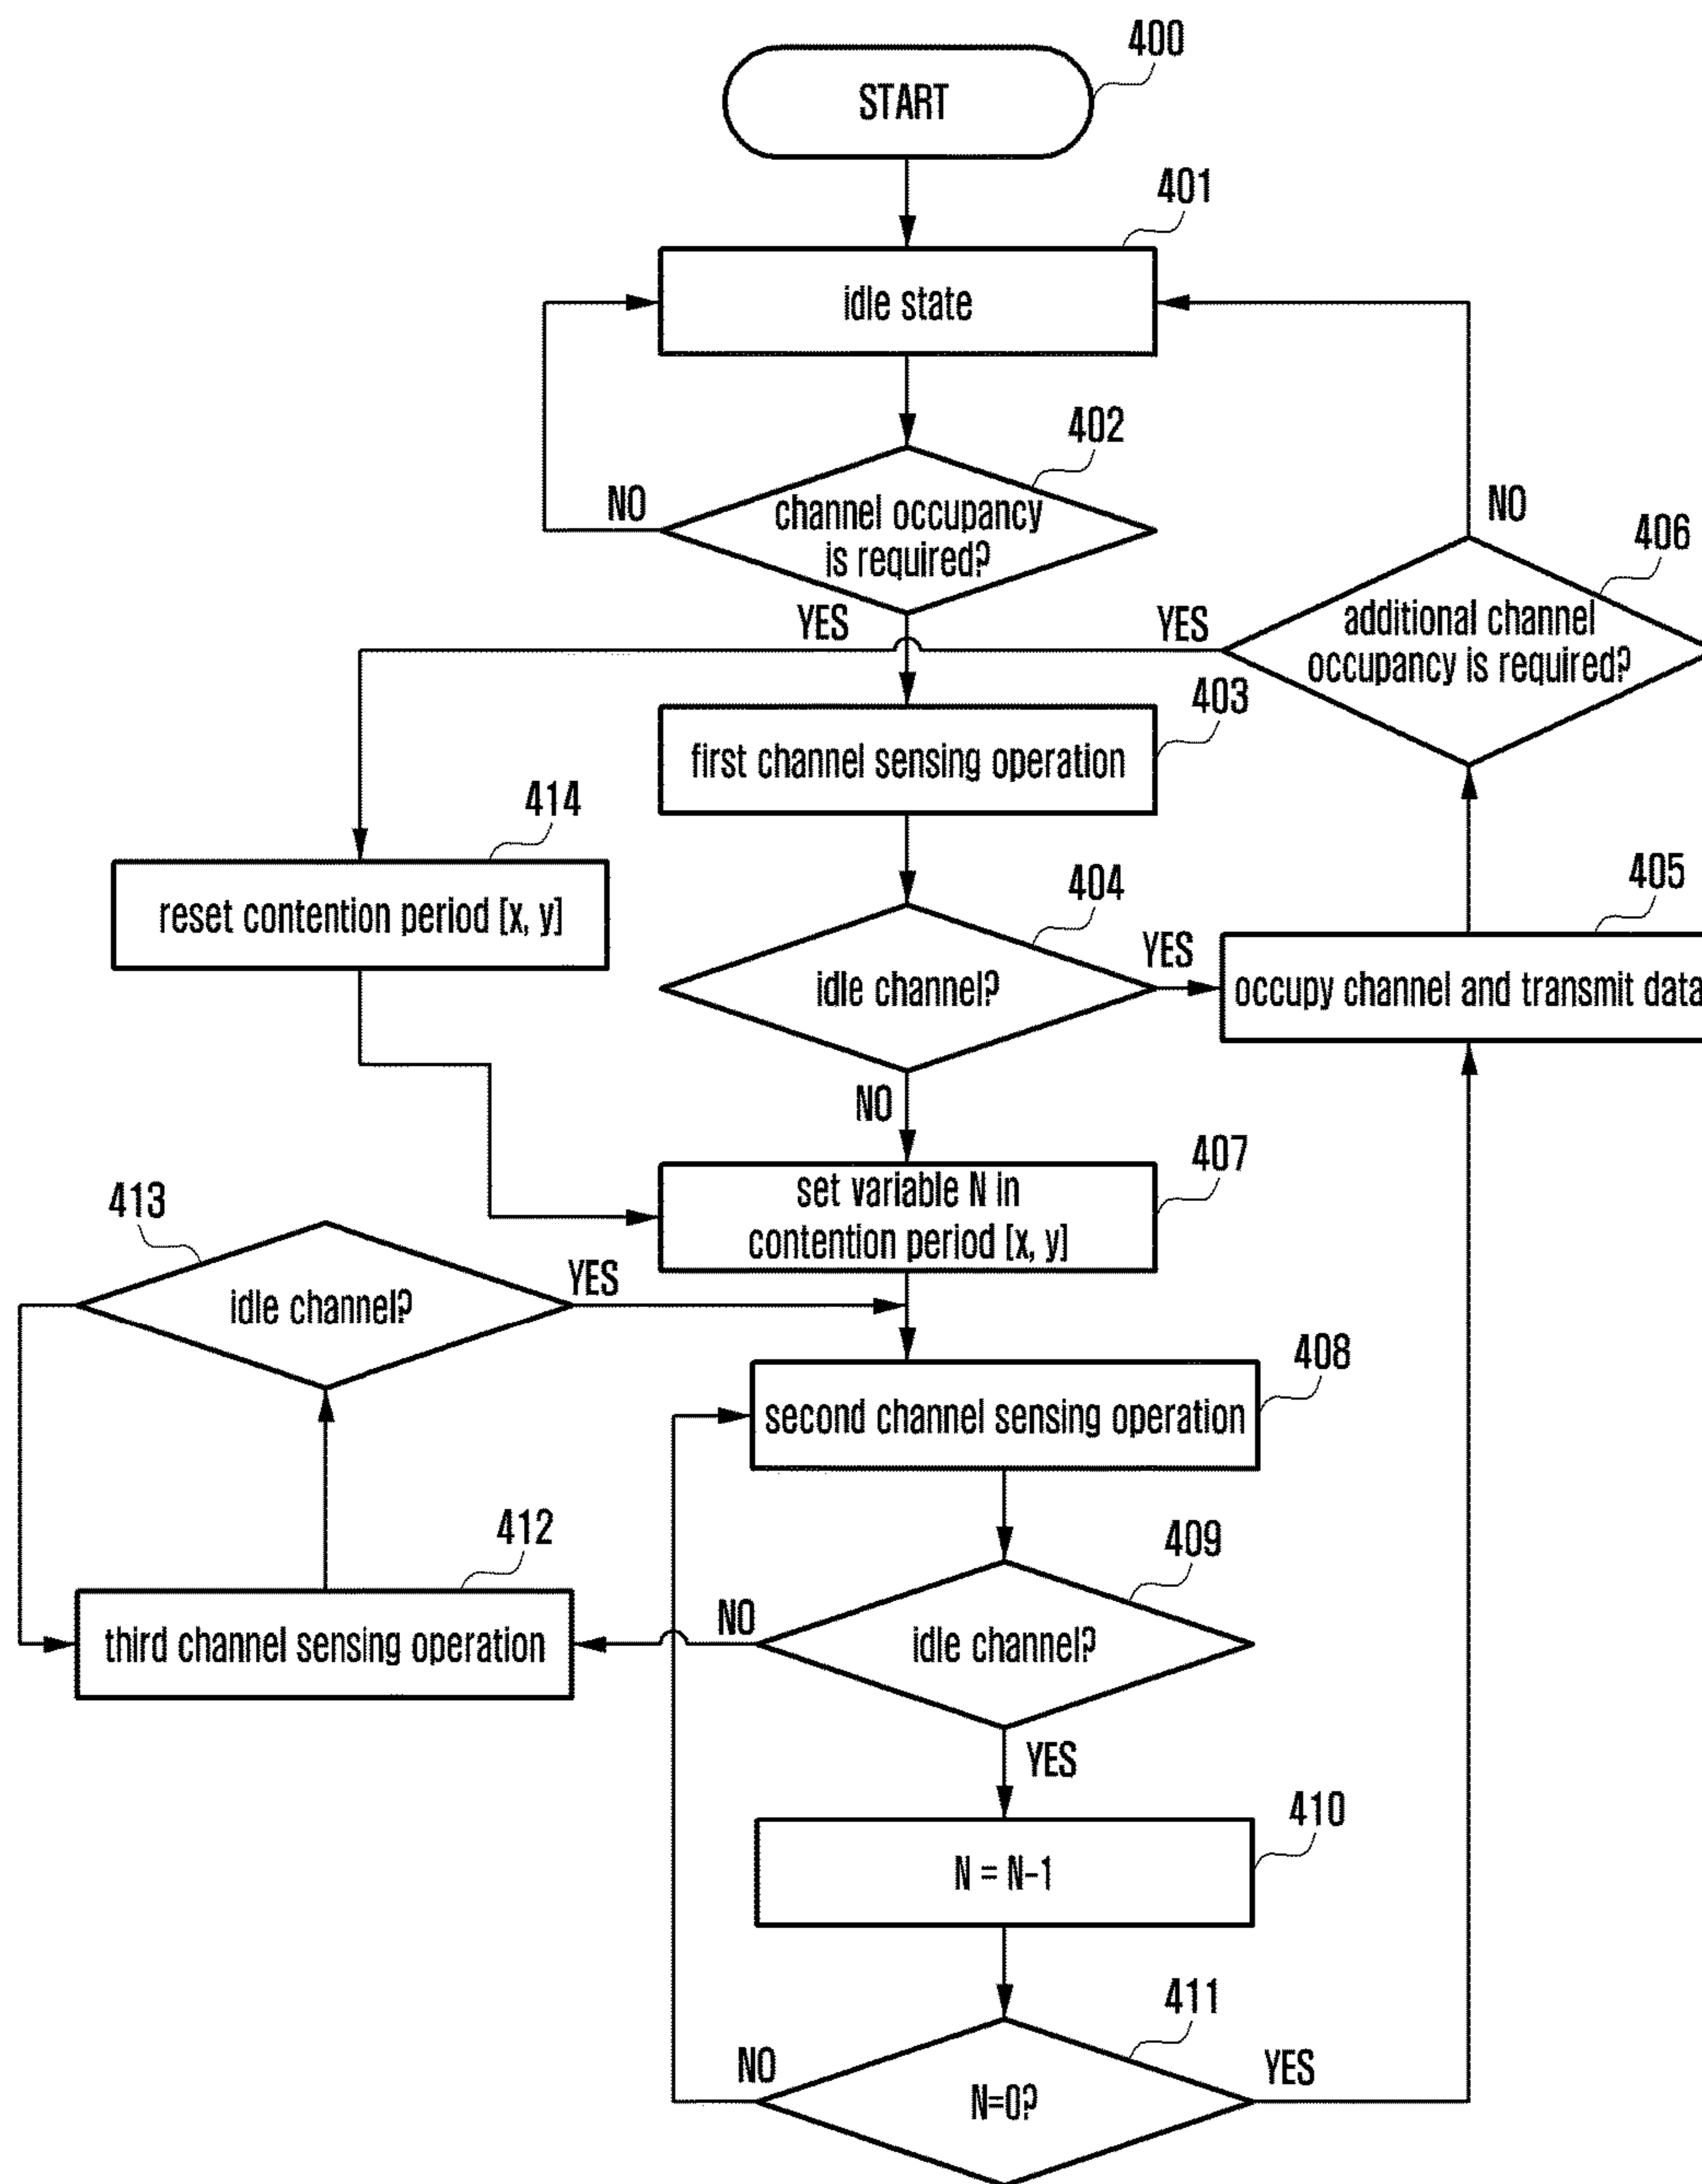 400
START
401
idle state
402
NO
channel occupancy
is required?
NO
406
YES
YES
additional channel
occupancy is required?
403
first channel sensing operation
414
reset contention period [x, y]
404
YES
idle channel?
405
occupy channel and transmit data
NO
407
set variable N in
contention period [x, y]
413
idle channel?
YES
408
second channel sensing operation
412
third channel sensing operation
409
NO
idle channel?
YES
410
N = N-1
411
NO
N=0?
YES